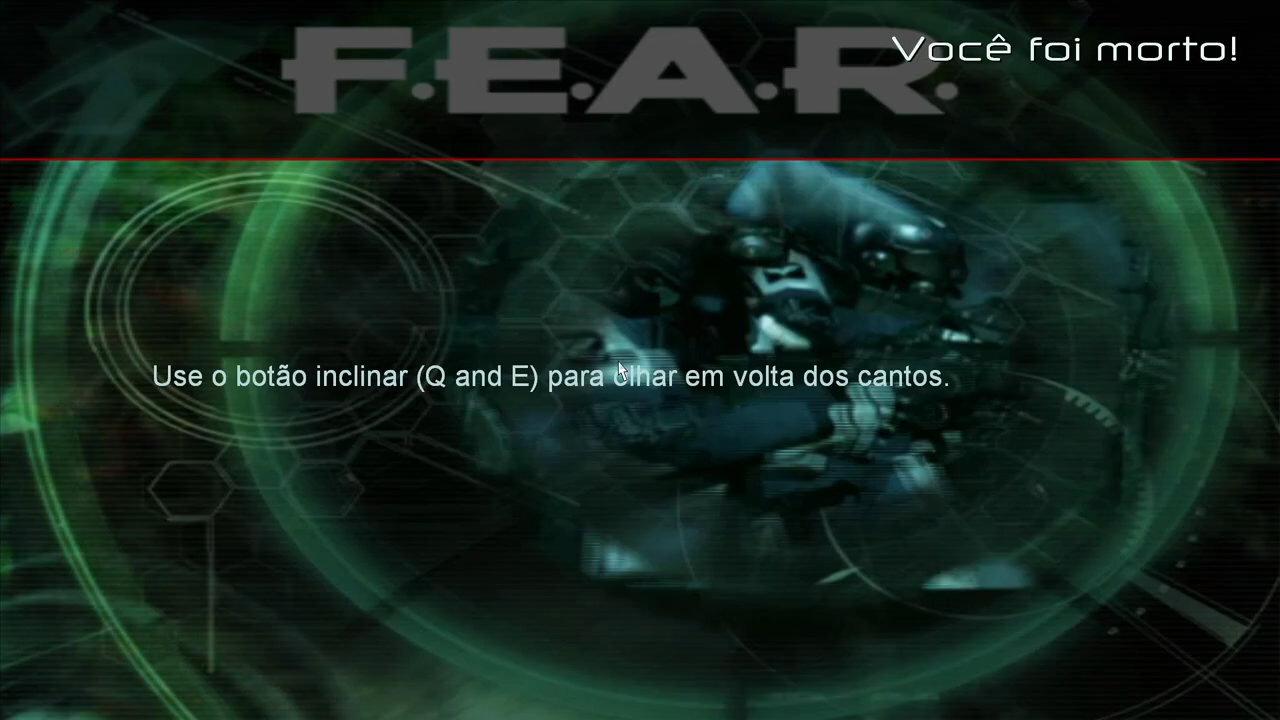 F.E.A.R.
Você foi morto!
Use o botão inclinar (Q and E) para olhar em volta dos cantos.